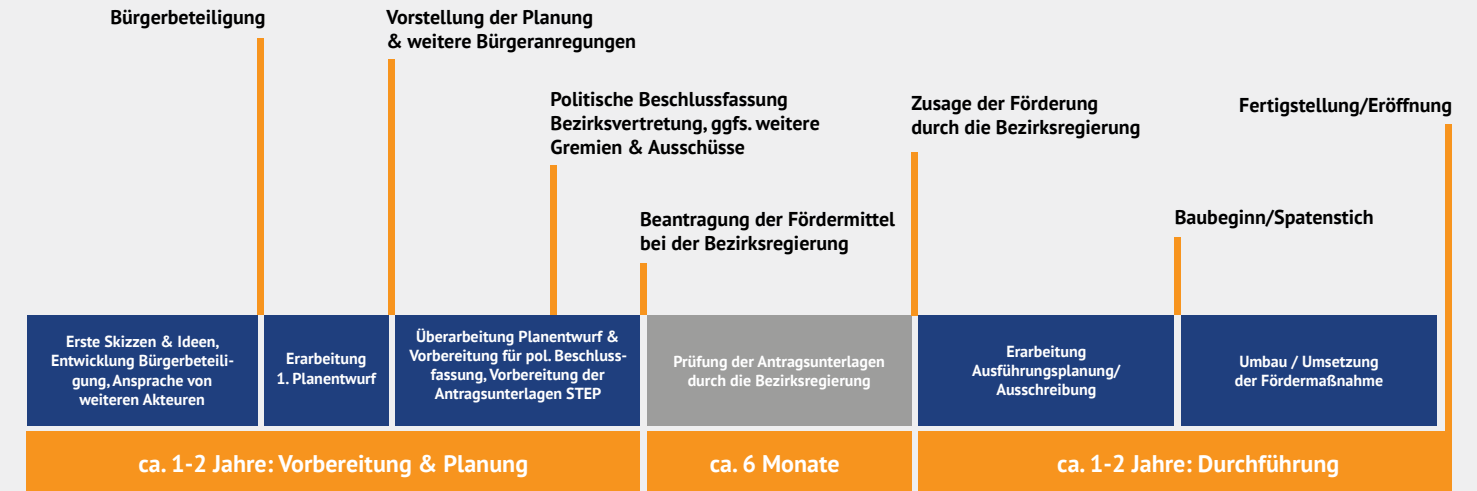 Bürgerbeteiligung
Vorstellung der Planung
& weitere Bürgeranregungen
Politische Beschlussfassung
Bezirksvertretung, ggfs. weitere
Gremien & Ausschüsse
Beantragung der Fördermittel
bei der Bezirksregierung
Zusage der Förderung
durch die Bezirksregierung
Baubeginn/Spatenstich
Fertigstellung/Eröffnung
Erste Skizzen & Ideen,
Entwicklung Bürgerbeteili-
gung, Ansprache von
weiteren Akteuren
Erarbeitung
1. Planentwurf
Überarbeitung Planentwurf &
Vorbereitung für pol. Beschluss-
fassung, Vorbereitung der
Antragsunterlagen STEP
Prüfung der Antragsunterlagen
durch die Bezirksregierung
Erarbeitung
Ausführungsplanung/
Ausschreibung
Umbau / Umsetzung
der Fördermaßnahme
ca. 1-2 Jahre: Vorbereitung & Planung
ca. 6 Monate
ca. 1-2 Jahre: Durchführung